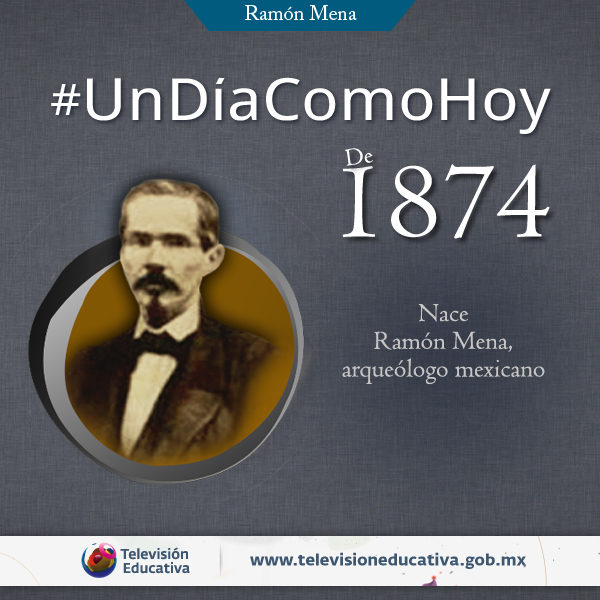 Ramón Mena
#UnDíaComoHoy
De
1874
Nace
Ramón Mena,
arqueólogo mexicano
Televisión
Educativa
www.televisioneducativa.gob.mx